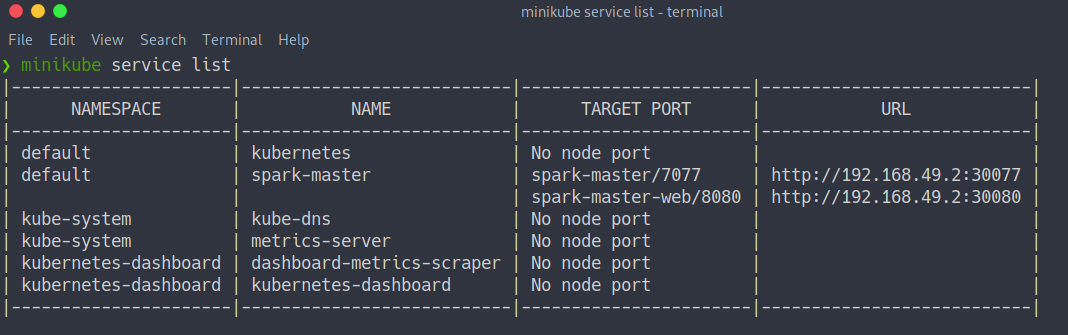 minikube service list - terminal
File Edit View Search Terminal Help
❯ minikube service list
|----------------------|---------------------------|-----------------------|---------------------------|
|      NAMESPACE       |           NAME            |      TARGET PORT      |            URL            |
|----------------------|---------------------------|-----------------------|---------------------------|
| default              | kubernetes                | No node port          |                           |
| default              | spark-master              | spark-master/7077     | http://192.168.49.2:30077 |
|                      |                           | spark-master-web/8080 | http://192.168.49.2:30080 |
| kube-system          | kube-dns                  | No node port          |                           |
| kube-system          | metrics-server            | No node port          |                           |
| kubernetes-dashboard | dashboard-metrics-scraper | No node port          |                           |
| kubernetes-dashboard | kubernetes-dashboard      | No node port          |                           |
|----------------------|---------------------------|-----------------------|---------------------------|